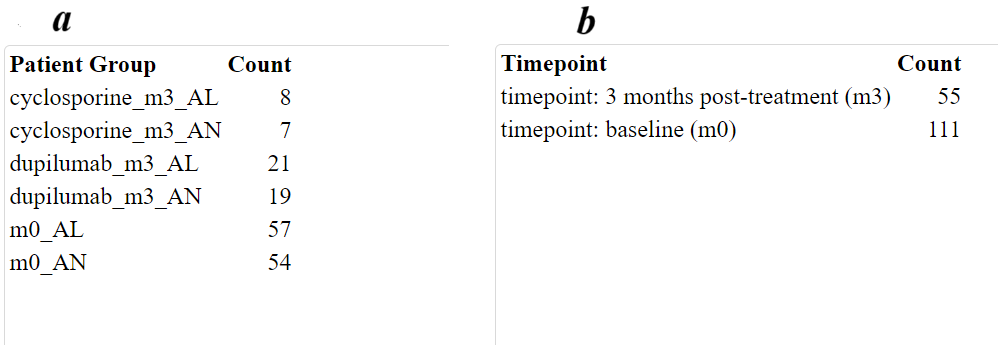 a
Patient Group Count
cyclosporine_m3_AL 8
cyclosporine_m3_AN 7
dupilumab_m3_AL 21
dupilumab_m3_AN 19
m0_AL 57
m0_AN 54
b
Timepoint Count
timepoint: 3 months post-treatment (m3) 55
timepoint: baseline (m0) 111